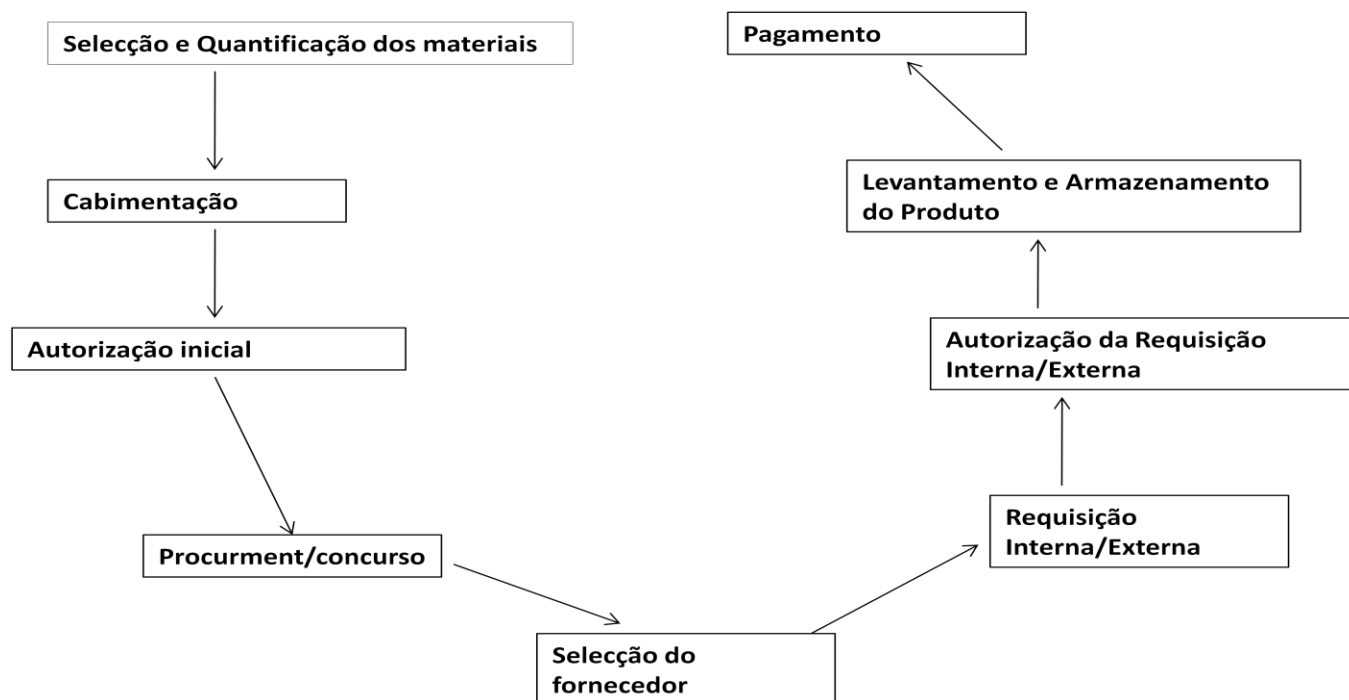 Selecção e Quantificação dos materiais
Cabimentação
Autorização inicial
Procurment/concurso
Selecção do
fornecedor
Requisição
Interna/Externa
Autorização da Requisição
Interna/Externa
Levantamento e Armazenamento
do Produto
Pagamento